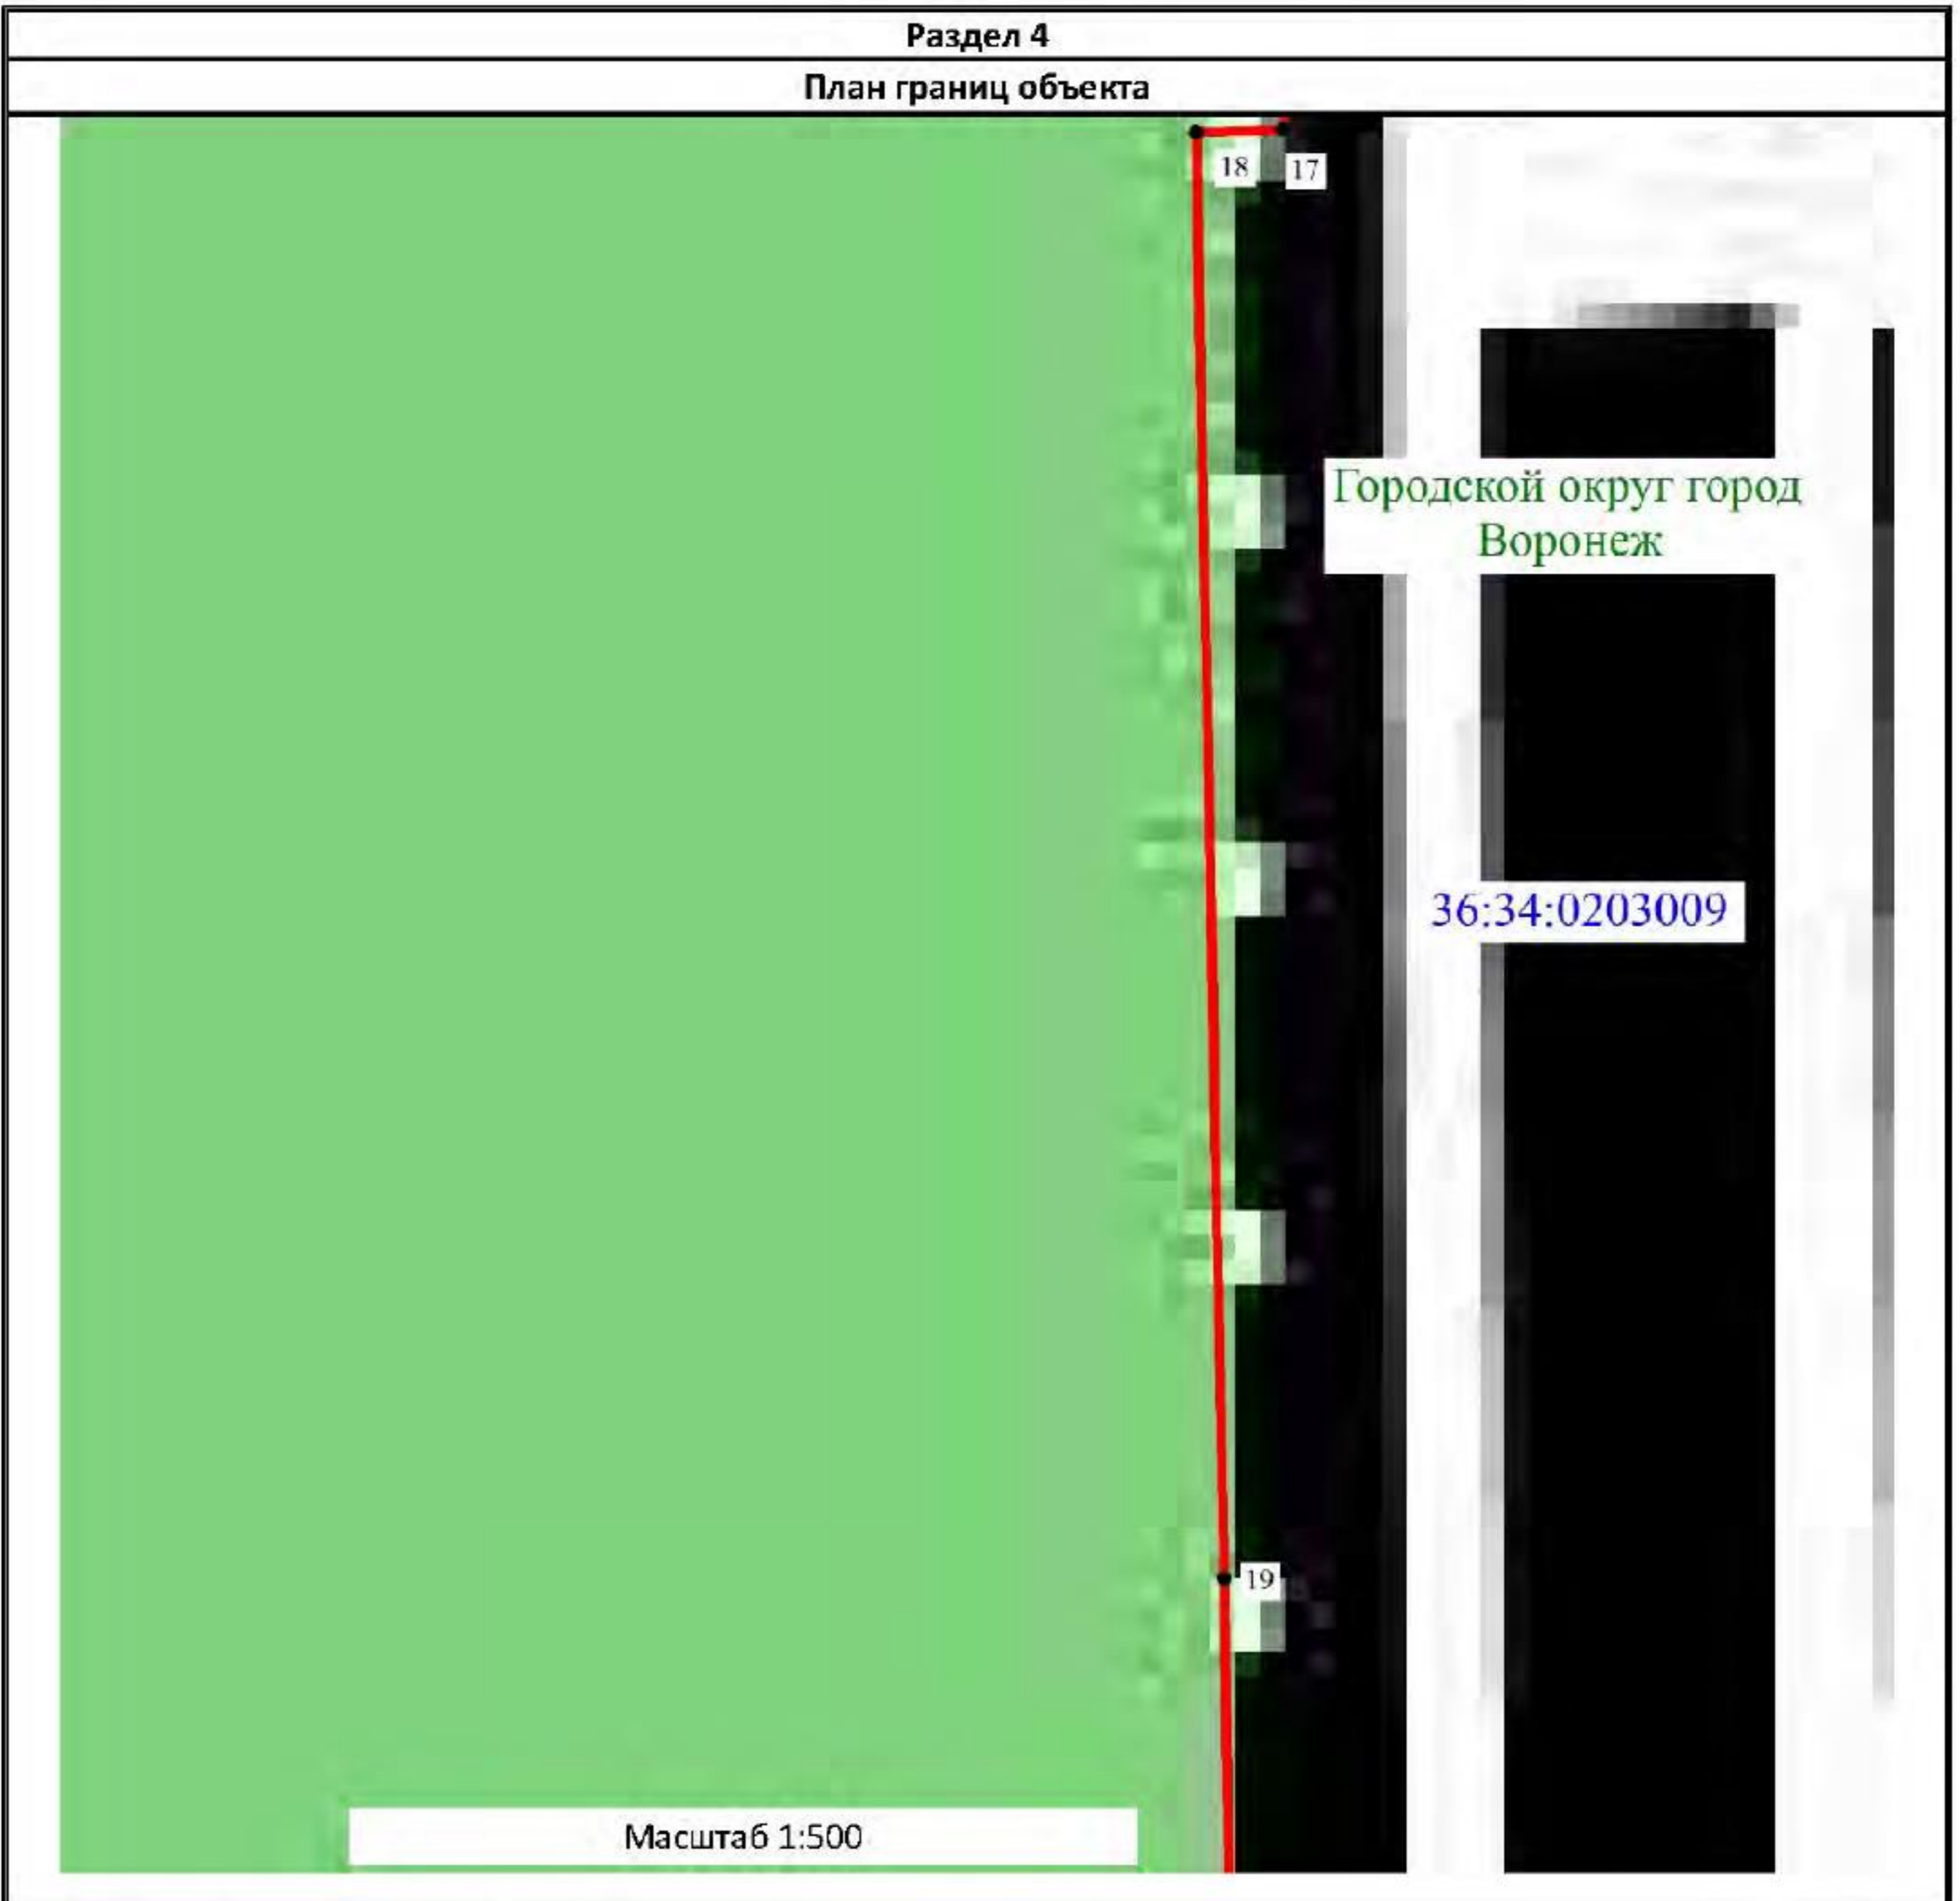 Раздел 4
План границ объекта
18
17
Городской округ город
Воронеж
36:34:0203009
19
Масштаб 1:500